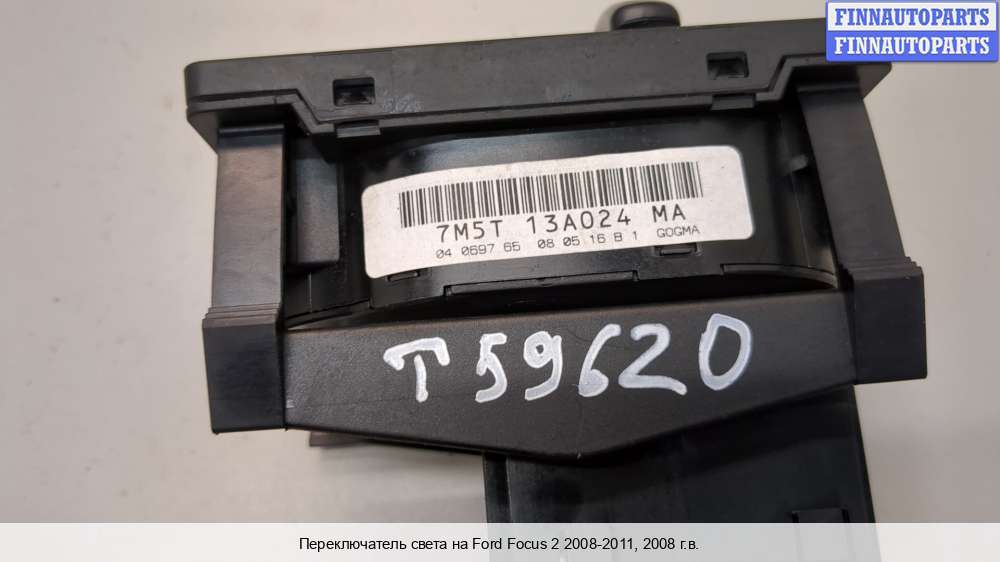 FINNAUTOPARTS
FINNAUTOPARTS
7M5T 13A024 MA
04 0697 65 08 05 16 B 1 GOGMA
T 59620
Переключатель света на Ford Focus 2 2008-2011, 2008 г.в.